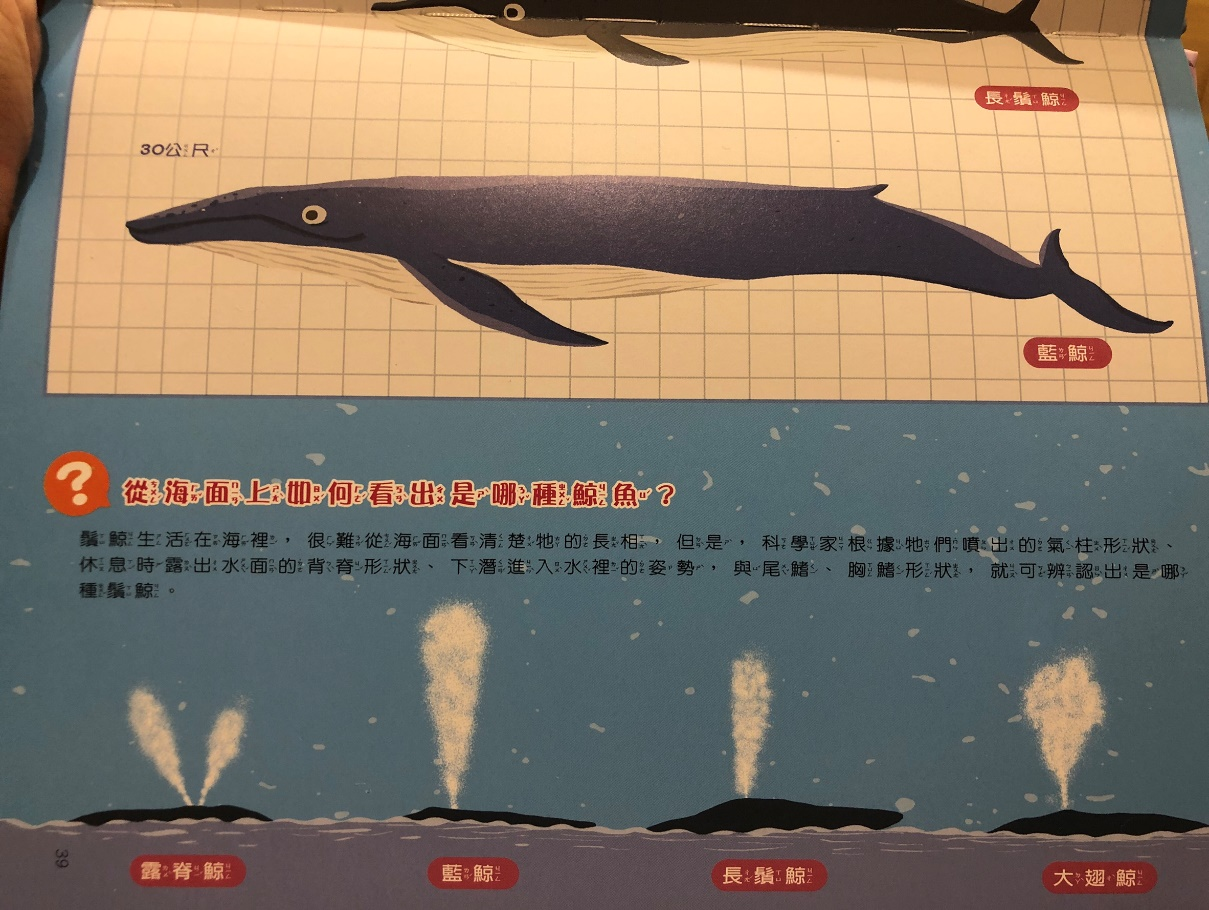 長鬚鯨
30公尺
藍鯨
從海面上如何看出是哪種鯨魚？
鬚鯨生活在海裡，很難從海面看清楚牠的長相，但是，科學家根據牠們噴出的氣柱形狀、
休息時露出水面的背脊形狀、下潛進入水裡的姿勢，與尾鰭、胸鰭形狀，就可辨認出是哪
種鬚鯨。
露脊鯨 藍鯨 長鬚鯨 大翅鯨
39